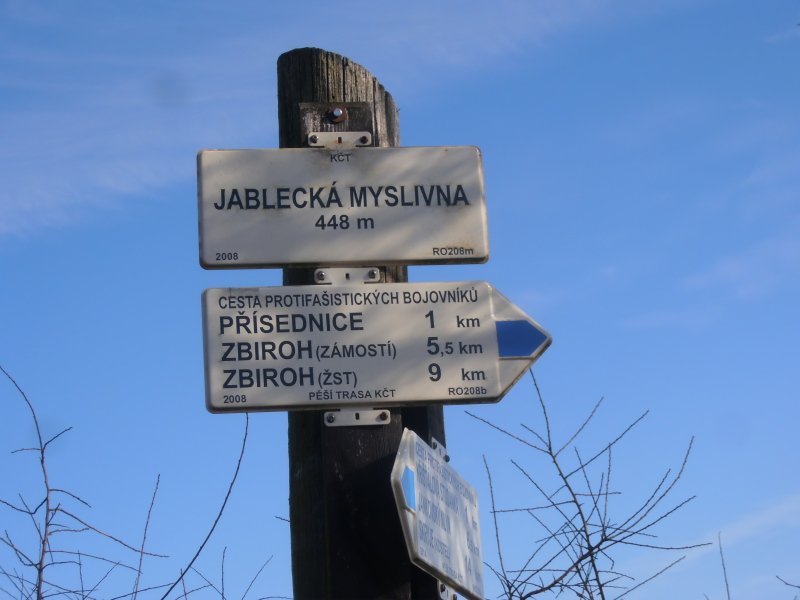 KČT
JABLECKÁ MYSLIVNA
448 m
2008 RO208m
CESTA PROTIFAŠISTICKÝCH BOJOVNÍKŮ
PŘÍSEDNICE 1 km
ZBIROH (ZÁMOSTÍ) 5,5 km
ZBIROH (ŽST) 9 km
2008 PĚŠÍ TRASA KČT RO208b